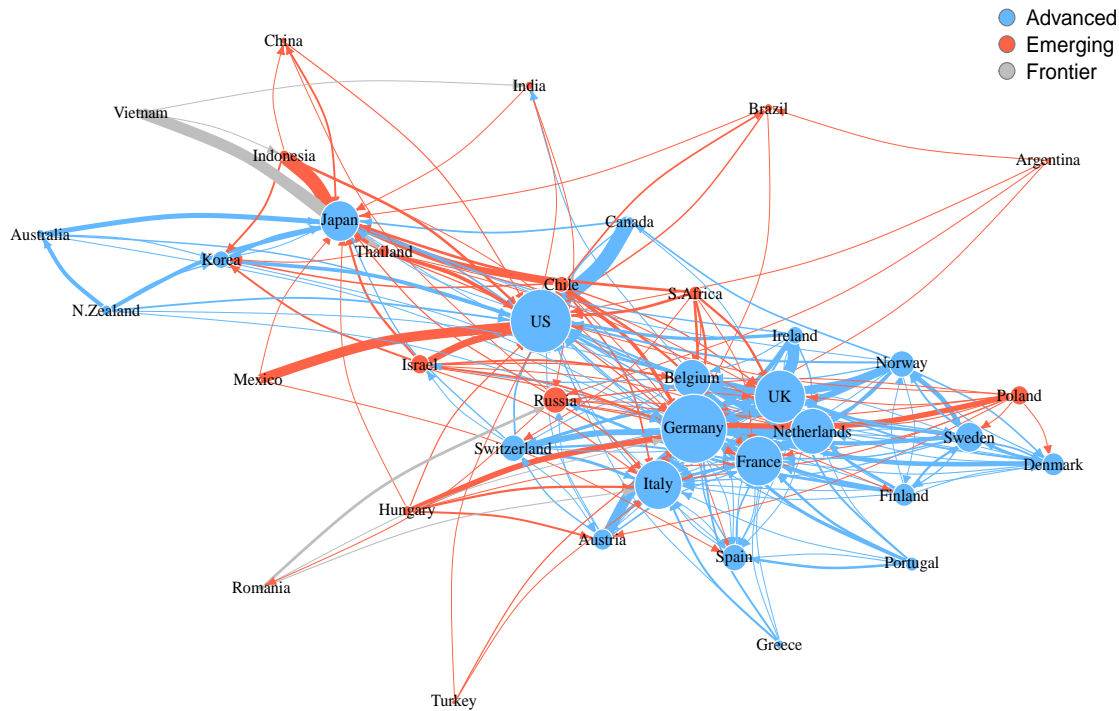 Advanced
Emerging
Frontier
China
India
Vietnam
Brazil
Indonesia
Argentina
Japan
Canada
Australia
Thailand
Korea
Chile
S.Africa
N.Zealand
US
Ireland
Israel
Norway
Mexico
Belgium
UK
Poland
Russia
Germany
Netherlands
Sweden
Switzerland
France
Denmark
Italy
Finland
Hungary
Austria
Spain
Portugal
Romania
Greece
Turkey